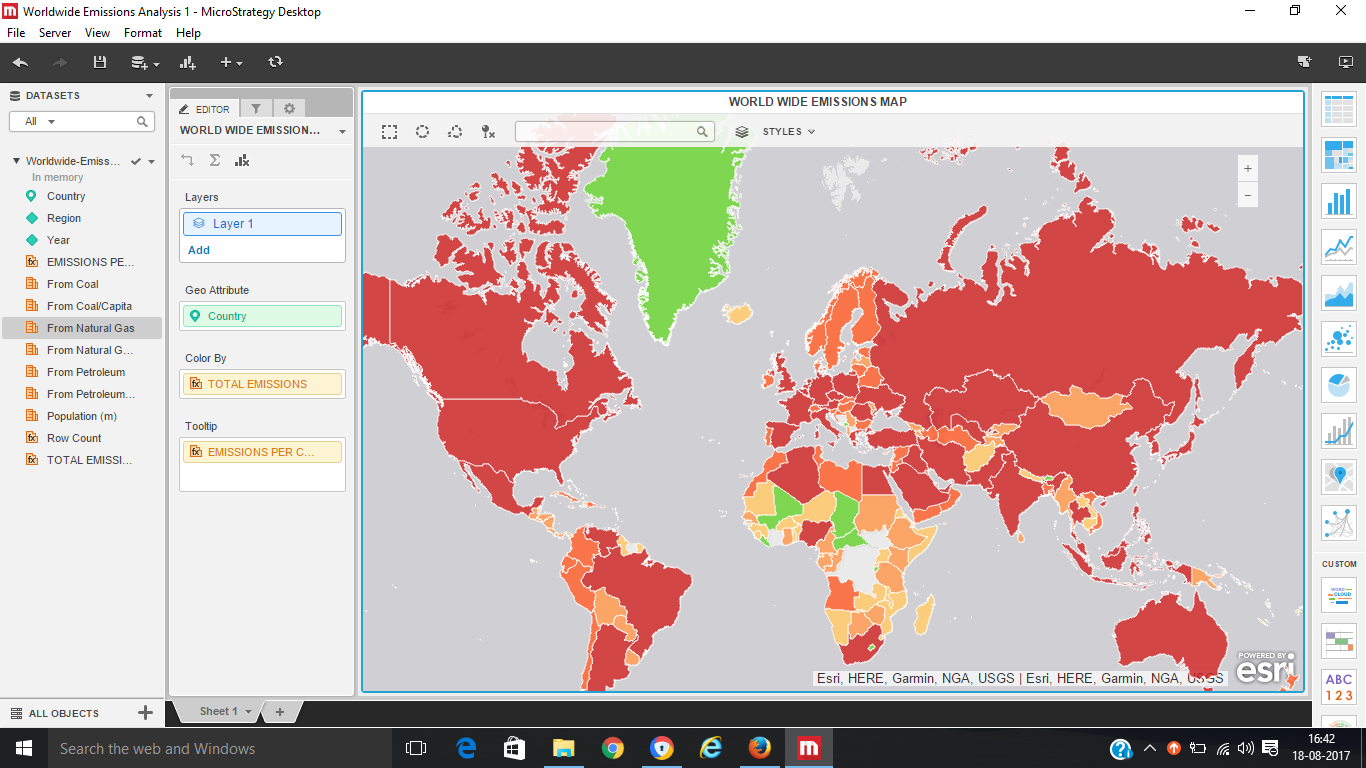 Worldwide Emissions Analysis 1 - MicroStrategy Desktop
File Server View Format Help
DATASETS
All
Worldwide-Emiss...
In memory
Country
Region
Year
EMISSIONS PE...
From Coal
From Coal/Capita
From Natural Gas
From Natural G...
From Petroleum
From Petroleum...
Population (m)
Row Count
TOTAL EMISSI...
ALL OBJECTS
EDITOR
WORLD WIDE EMISSION...
Layers
Layer 1
Add
Geo Attribute
Country
Color By
TOTAL EMISSIONS
Tooltip
EMISSIONS PER C...
WORLD WIDE EMISSIONS MAP
STYLES
POWERED BY
esri
Esri, HERE, Garmin, NGA, USGS | Esri, HERE, Garmin, NGA, USGS
Sheet 1
CUSTOM
WORD
CLOUD
ABC
123
Search the web and Windows
16:42
18-08-2017